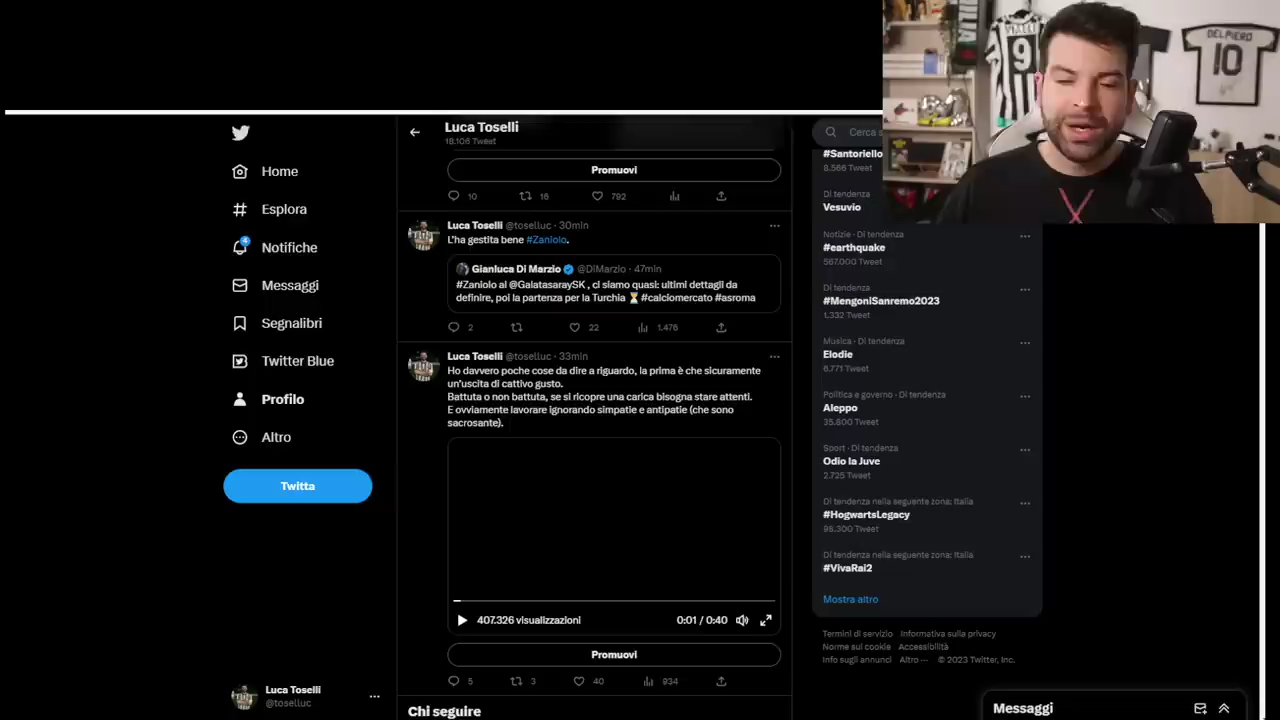 VIALLI
9
DEL PIERO
10
Luca Toselli
18.106 Tweet
Cerca s
Home
Esplora
4
Notifiche
Messaggi
Segnalibri
Twitter Blue
Profilo
Altro
Twitta
Luca Toselli
@toselluc
Promuovi
10 16 792
Luca Toselli @toselluc · 30min
L'ha gestita bene #Zaniolo.
Gianluca Di Marzio @DiMarzio · 47min
#Zaniolo al @GalatasaraySK , ci siamo quasi: ultimi dettagli da
definire, poi la partenza per la Turchia ⏳ #calciomercato #asroma
2 22 1.476
Luca Toselli @toselluc · 33min
Ho davvero poche cose da dire a riguardo, la prima è che sicuramente
un'uscita di cattivo gusto.
Battuta o non battuta, se si ricopre una carica bisogna stare attenti.
E ovviamente lavorare ignorando simpatie e antipatie (che sono
sacrosante).
407.326 visualizzazioni 0:01 / 0:40
Promuovi
5 3 40 934
Chi seguire
#Santoriello
8.566 Tweet
Di tendenza
Vesuvio
Notizie · Di tendenza
#earthquake
567.000 Tweet
Di tendenza
#MengoniSanremo2023
1.332 Tweet
Musica · Di tendenza
Elodie
6.771 Tweet
Politica e governo · Di tendenza
Aleppo
35.800 Tweet
Sport · Di tendenza
Odio la Juve
2.725 Tweet
Di tendenza nella seguente zona: Italia
#HogwartsLegacy
95.300 Tweet
Di tendenza nella seguente zona: Italia
#VivaRai2
Mostra altro
Termini di servizio Informativa sulla privacy
Norme sui cookie Accessibilità
Info sugli annunci Altro ··· © 2023 Twitter, Inc.
Messaggi